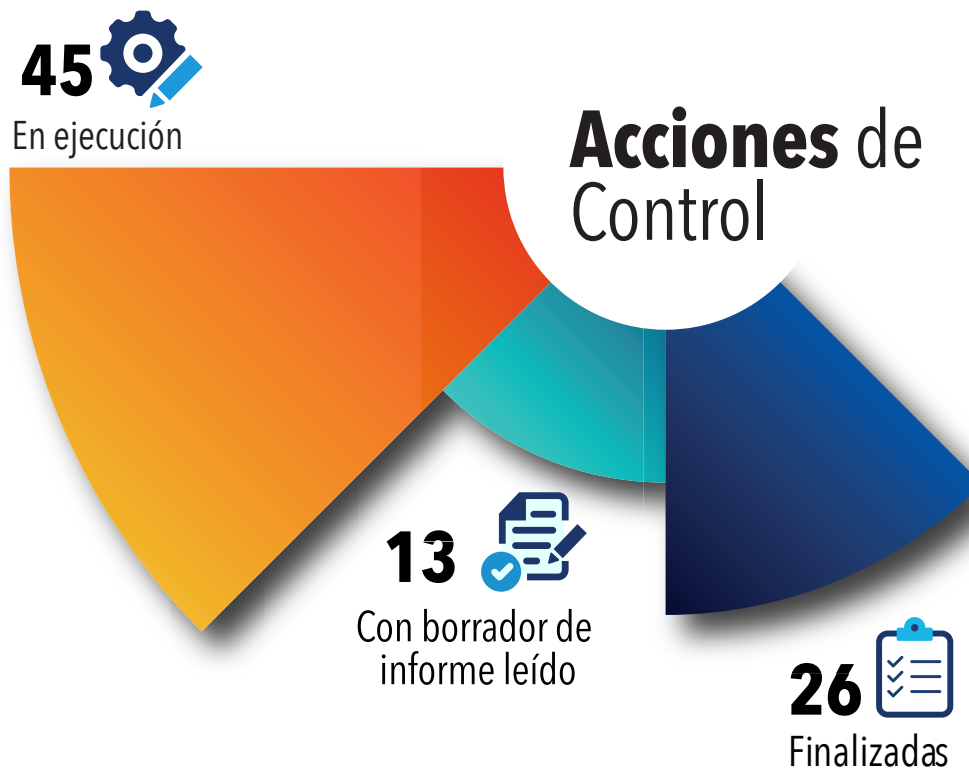 45
En ejecución
Acciones de
Control
13
Con borrador de
informe leído
26
Finalizadas